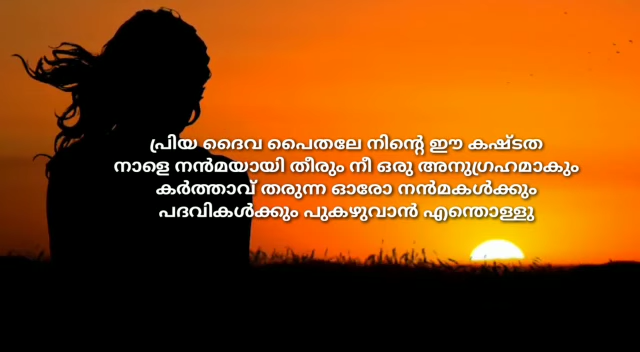 പ്രിയ ദൈവ പൈതലേ നിന്റെ ഈ കഷ്ടത
നാളെ നൻമയായി തീരും നീ ഒരു അനുഗ്രഹമാകും
കർത്താവ് തരുന്ന ഓരോ നൻമകൾക്കും
പദവികൾക്കും പുകഴുവാൻ എന്തൊള്ളു